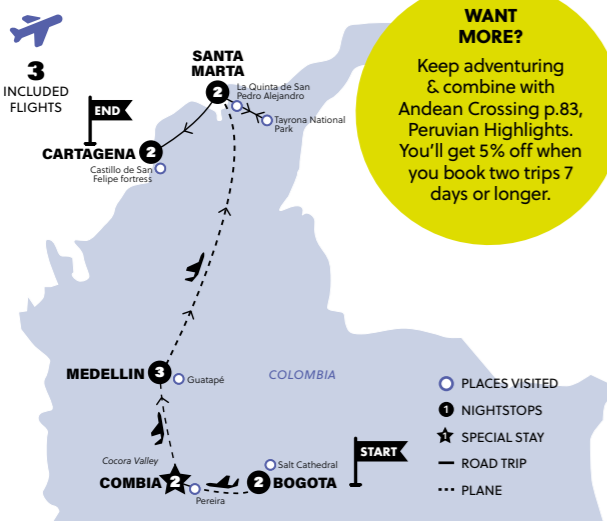 3
INCLUDED
FLIGHTS
WANT
MORE?
Keep adventuring
& combine with
Andean Crossing p.83,
Peruvian Highlights.
You'll get 5% off when
you book two trips 7
days or longer.
SANTA
MARTA
2
La Quinta de San
Pedro Alejandro
Tayrona National
Park
END
CARTAGENA 2
Castillo de San
Felipe fortress
MEDELLIN 3
Guatapé
COLOMBIA
Cocora Valley
COMBIA 2
Pereira
Salt Cathedral
2 BOGOTA
START
PLACES VISITED
1 NIGHTSTOPS
1 SPECIAL STAY
ROAD TRIP
PLANE